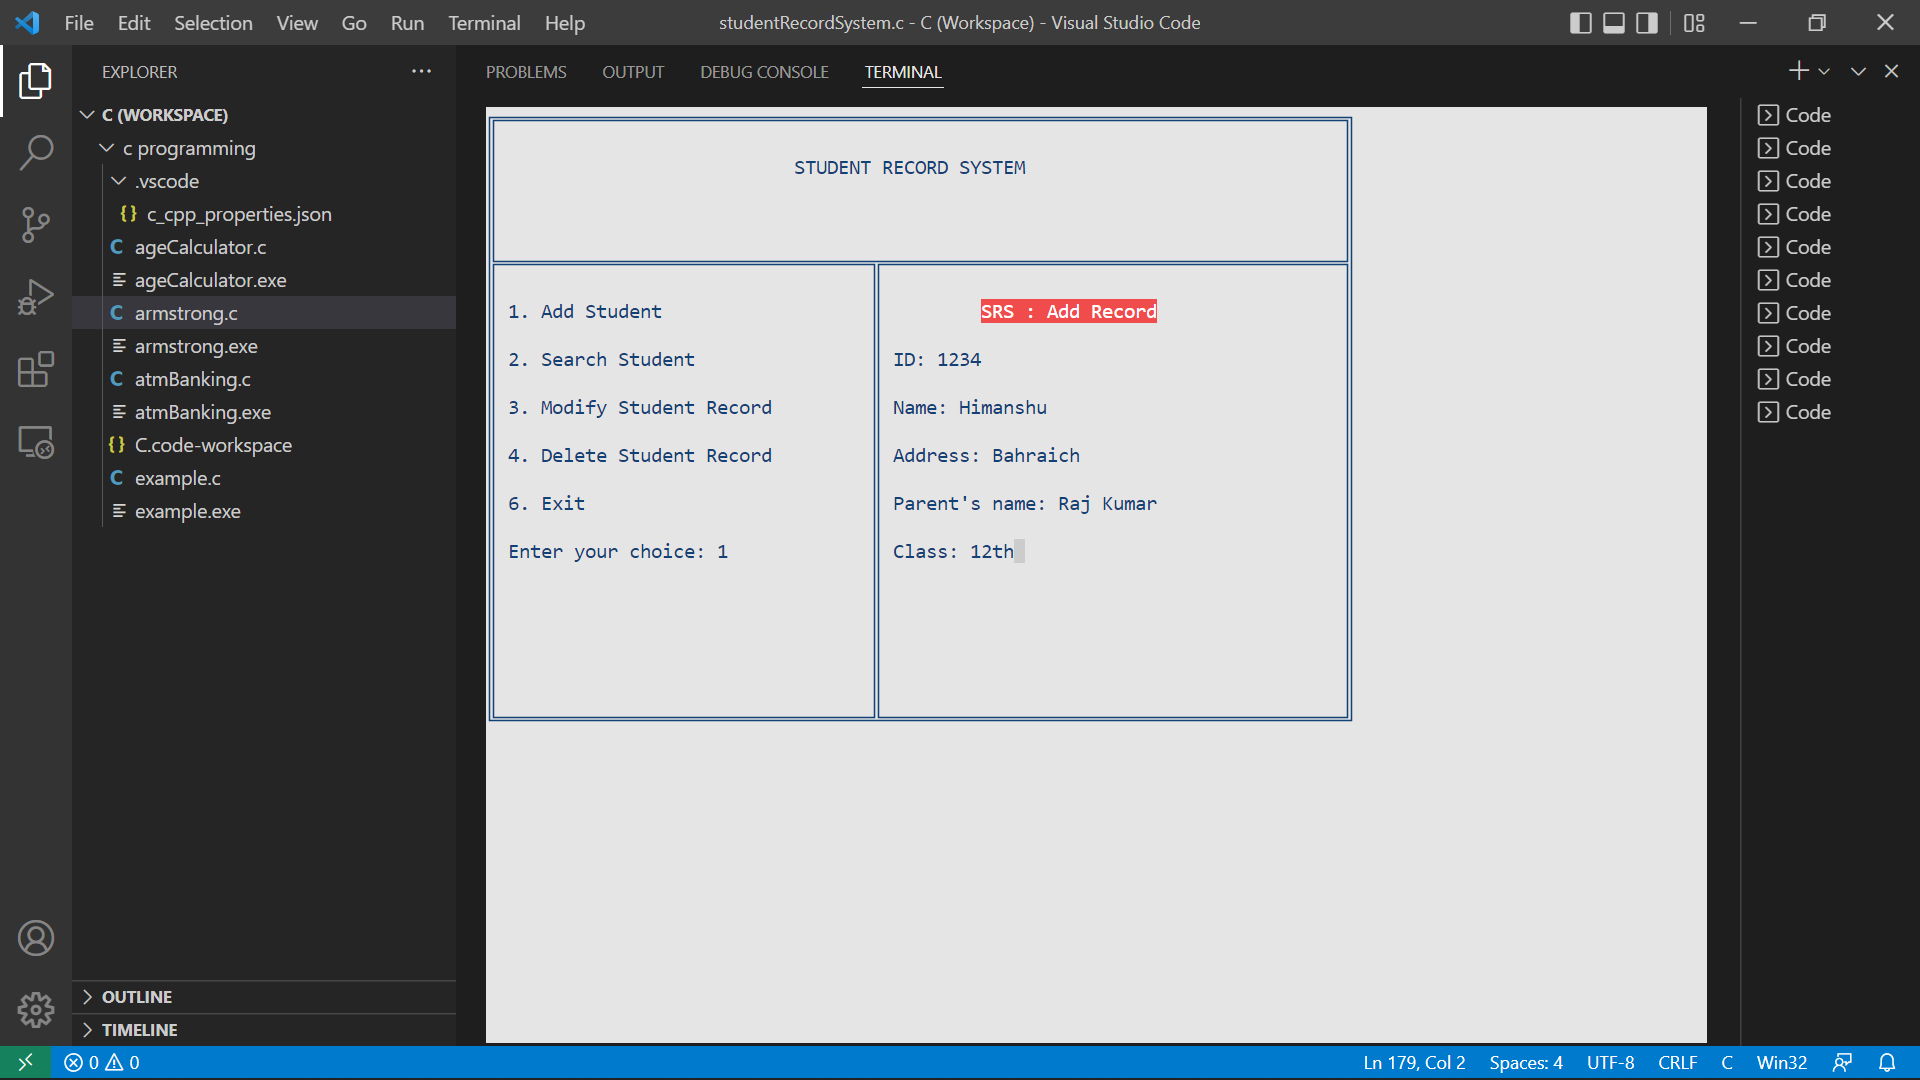 File Edit Selection View Go Run Terminal Help
studentRecordSystem.c - C (Workspace) - Visual Studio Code
EXPLORER
C (WORKSPACE)
c programming
.vscode
{} c_cpp_properties.json
C ageCalculator.c
ageCalculator.exe
C armstrong.c
armstrong.exe
C atmBanking.c
atmBanking.exe
{} C.code-workspace
C example.c
example.exe
OUTLINE
TIMELINE
PROBLEMS OUTPUT DEBUG CONSOLE TERMINAL
STUDENT RECORD SYSTEM
1. Add Student
2. Search Student
3. Modify Student Record
4. Delete Student Record
6. Exit
Enter your choice: 1
SRS : Add Record
ID: 1234
Name: Himanshu
Address: Bahraich
Parent's name: Raj Kumar
Class: 12th
Code
Code
Code
Code
Code
Code
Code
Code
Code
Code
0 0
Ln 179, Col 2 Spaces: 4 UTF-8 CRLF C Win32